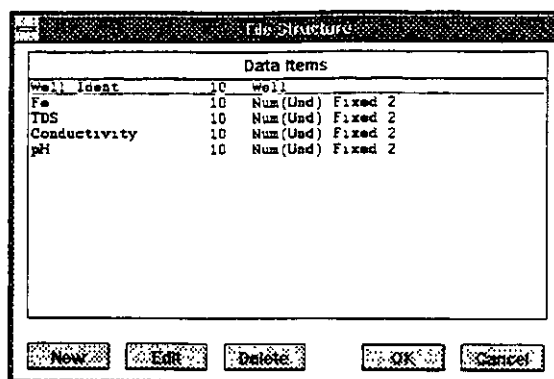 File Structure
Data Items
Well Ident 10 Well
Fe 10 Num(Und) Fixed 2
TDS 10 Num(Und) Fixed 2
Conductivity 10 Num(Und) Fixed 2
pH 10 Num(Und) Fixed 2
New Edit Delete OK Cancel